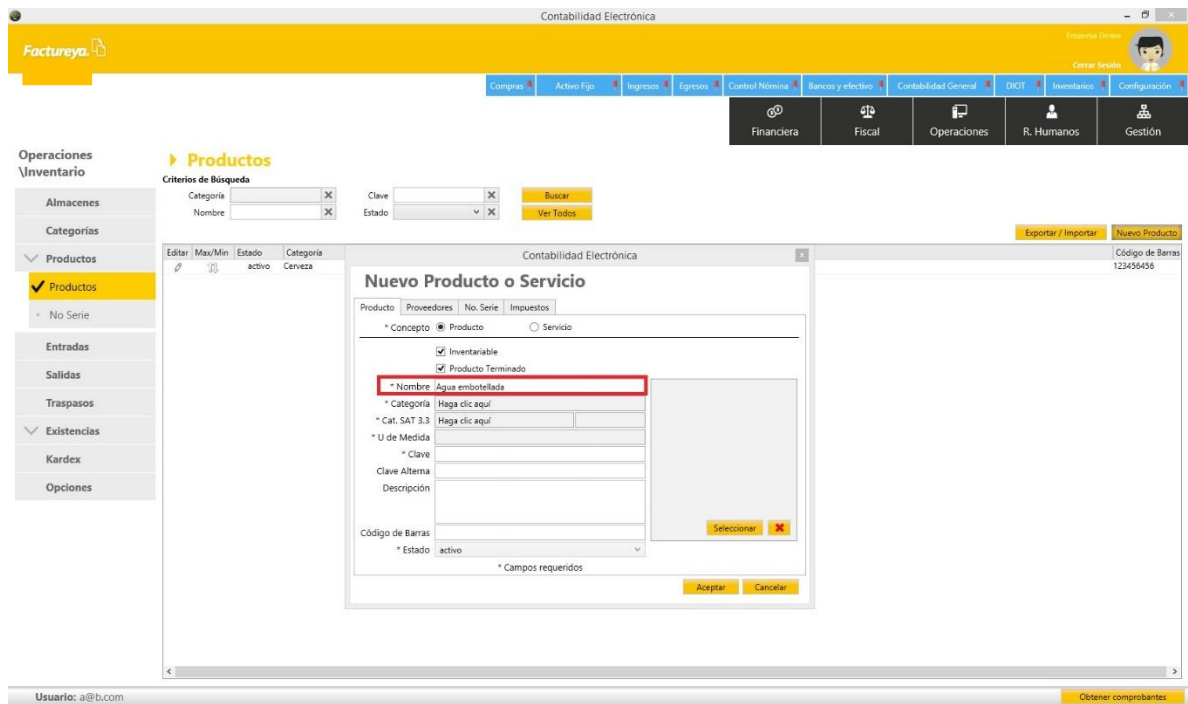 Contabilidad Electrónica
Factureya.
Empresa Demo
Cerrar Sesión
Compras Activo Fijo Ingresos Egresos Control Nómina Bancos y efectivo Contabilidad General DIOT Inventarios Configuración
Financiera Fiscal Operaciones R. Humanos Gestión
Operaciones
\Inventario
Almacenes
Categorías
Productos
Productos
No Serie
Entradas
Salidas
Traspasos
Existencias
Kardex
Opciones
Productos
Criterios de Búsqueda
Categoría Clave Buscar
Nombre Estado Ver Todos
Exportar / Importar Nuevo Producto
Editar Max/Min Estado Categoría Código de Barras
activo Cerveza 123456456
Contabilidad Electrónica
Nuevo Producto o Servicio
Producto Proveedores No. Serie Impuestos
* Concepto Producto Servicio
Inventariable
Producto Terminado
* Nombre Agua embotellada
* Categoría Haga clic aquí
* Cat. SAT 3.3 Haga clic aquí
* U de Medida
* Clave
Clave Alterna
Descripción
Seleccionar
Código de Barras
* Estado activo
* Campos requeridos
Aceptar Cancelar
Usuario: a@b.com Obtener comprobantes